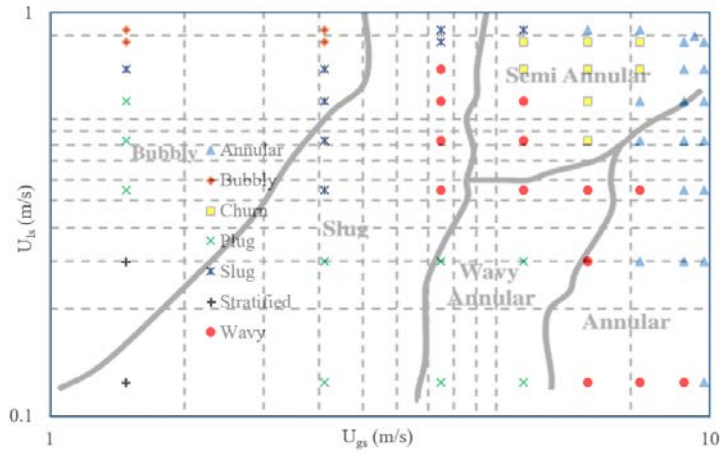 1
Semi Annular
Bubbly
Annular
Bubbly
Churn
Plug
Slug
Stratified
Wavy
Slug
Wavy
Annular
Annular
U_ls (m/s)
0.1
1
U_gs (m/s)
10